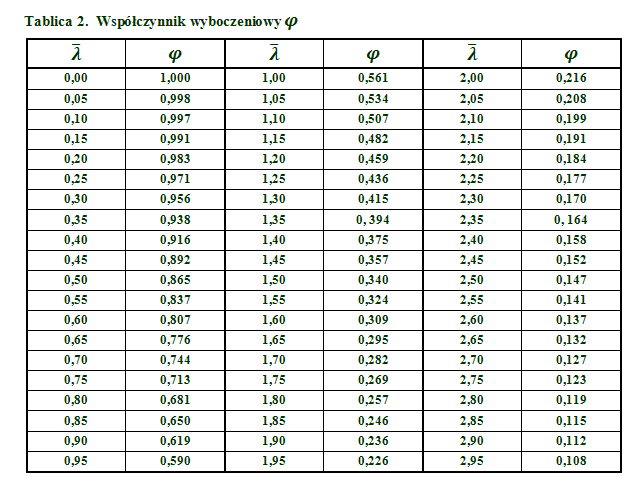 Tablica 2. Współczynnik wyboczeniowy φ
λ̅ φ λ̅ φ λ̅ φ
0,00 1,000 1,00 0,561 2,00 0,216
0,05 0,998 1,05 0,534 2,05 0,208
0,10 0,997 1,10 0,507 2,10 0,199
0,15 0,991 1,15 0,482 2,15 0,191
0,20 0,983 1,20 0,459 2,20 0,184
0,25 0,971 1,25 0,436 2,25 0,177
0,30 0,956 1,30 0,415 2,30 0,170
0,35 0,938 1,35 0, 394 2,35 0, 164
0,40 0,916 1,40 0,375 2,40 0,158
0,45 0,892 1,45 0,357 2,45 0,152
0,50 0,865 1,50 0,340 2,50 0,147
0,55 0,837 1,55 0,324 2,55 0,141
0,60 0,807 1,60 0,309 2,60 0,137
0,65 0,776 1,65 0,295 2,65 0,132
0,70 0,744 1,70 0,282 2,70 0,127
0,75 0,713 1,75 0,269 2,75 0,123
0,80 0,681 1,80 0,257 2,80 0,119
0,85 0,650 1,85 0,246 2,85 0,115
0,90 0,619 1,90 0,236 2,90 0,112
0,95 0,590 1,95 0,226 2,95 0,108